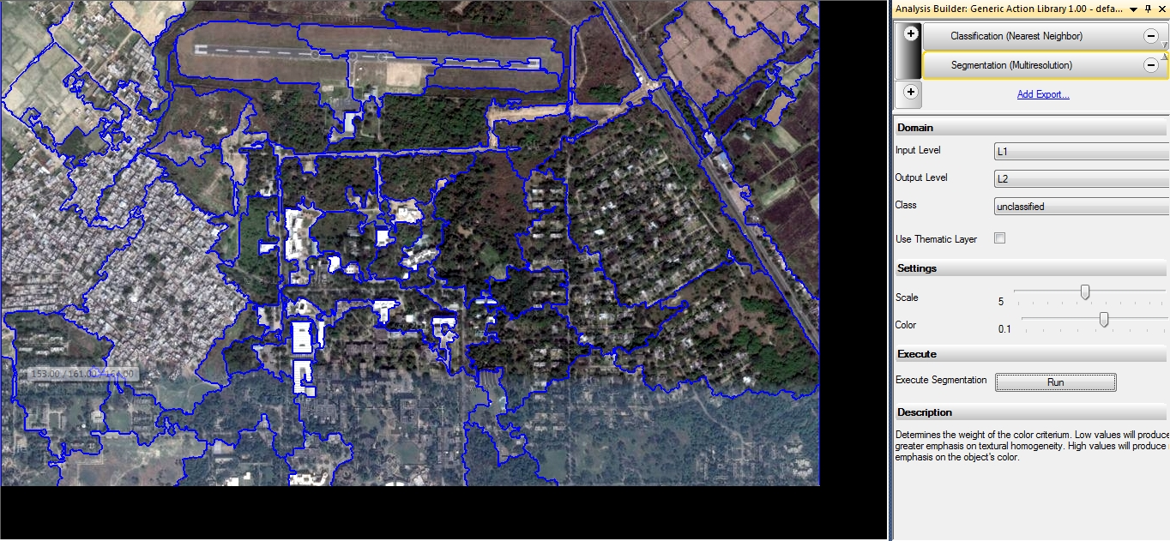 Analysis Builder: Generic Action Library 1.00 - defa...
Classification (Nearest Neighbor)
Segmentation (Multiresolution)
Add Export...
Domain
Input Level L1
Output Level L2
Class unclassified
Use Thematic Layer
Settings
Scale 5
Color 0.1
Execute
Execute Segmentation Run
Description
Determines the weight of the color criterion. Low values will produce
greater emphasis on textural homogeneity. High values will produce
emphasis on the object's color.
153.00 / 161.00 / 164.00